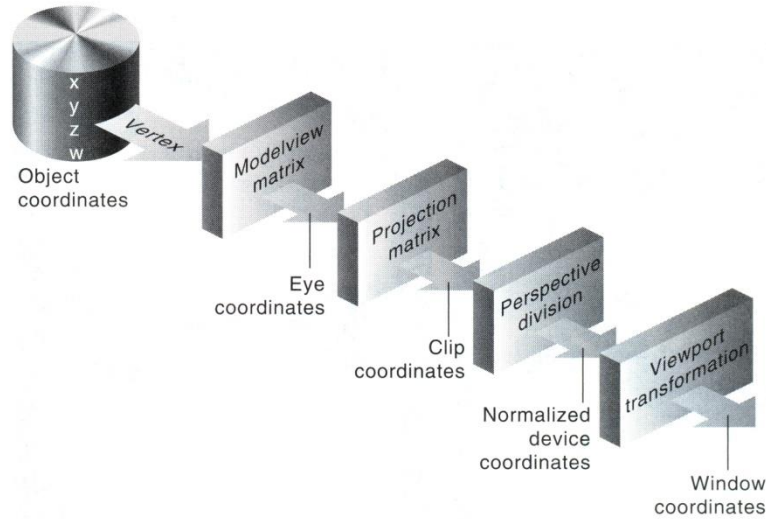 x
y
z
w
Vertex
Object
coordinates
Modelview
matrix
Eye
coordinates
Projection
matrix
Clip
coordinates
Perspective
division
Normalized
device
coordinates
Viewport
transformation
Window
coordinates